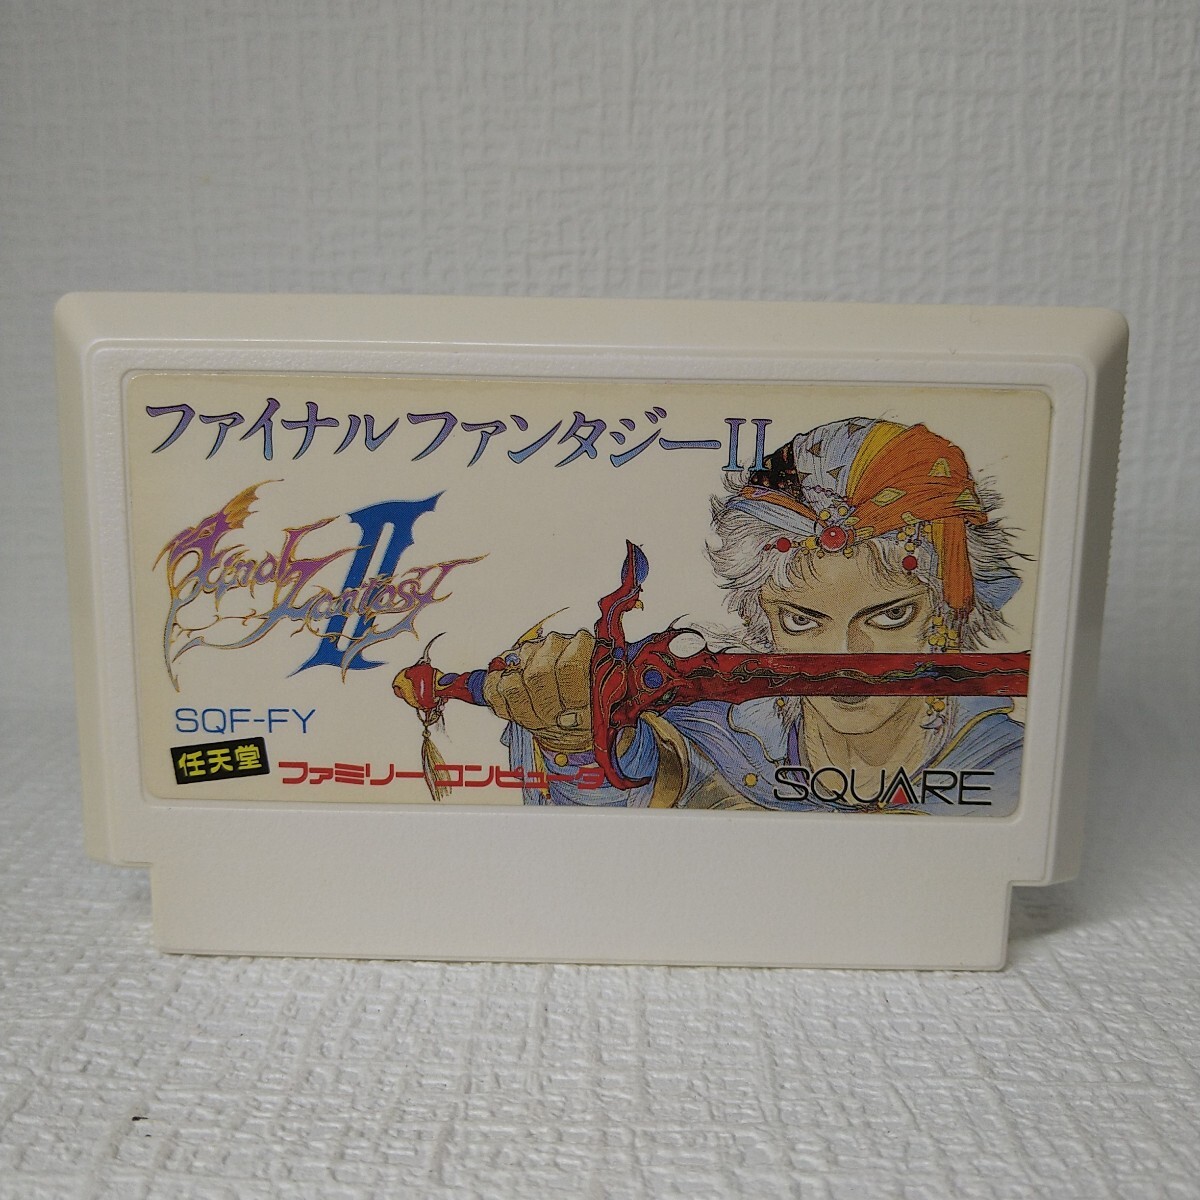 ファイナルファンタジーII
Final Fantasy II
SQF-FY
任天堂
ファミリーコンピュータ
SQUARE